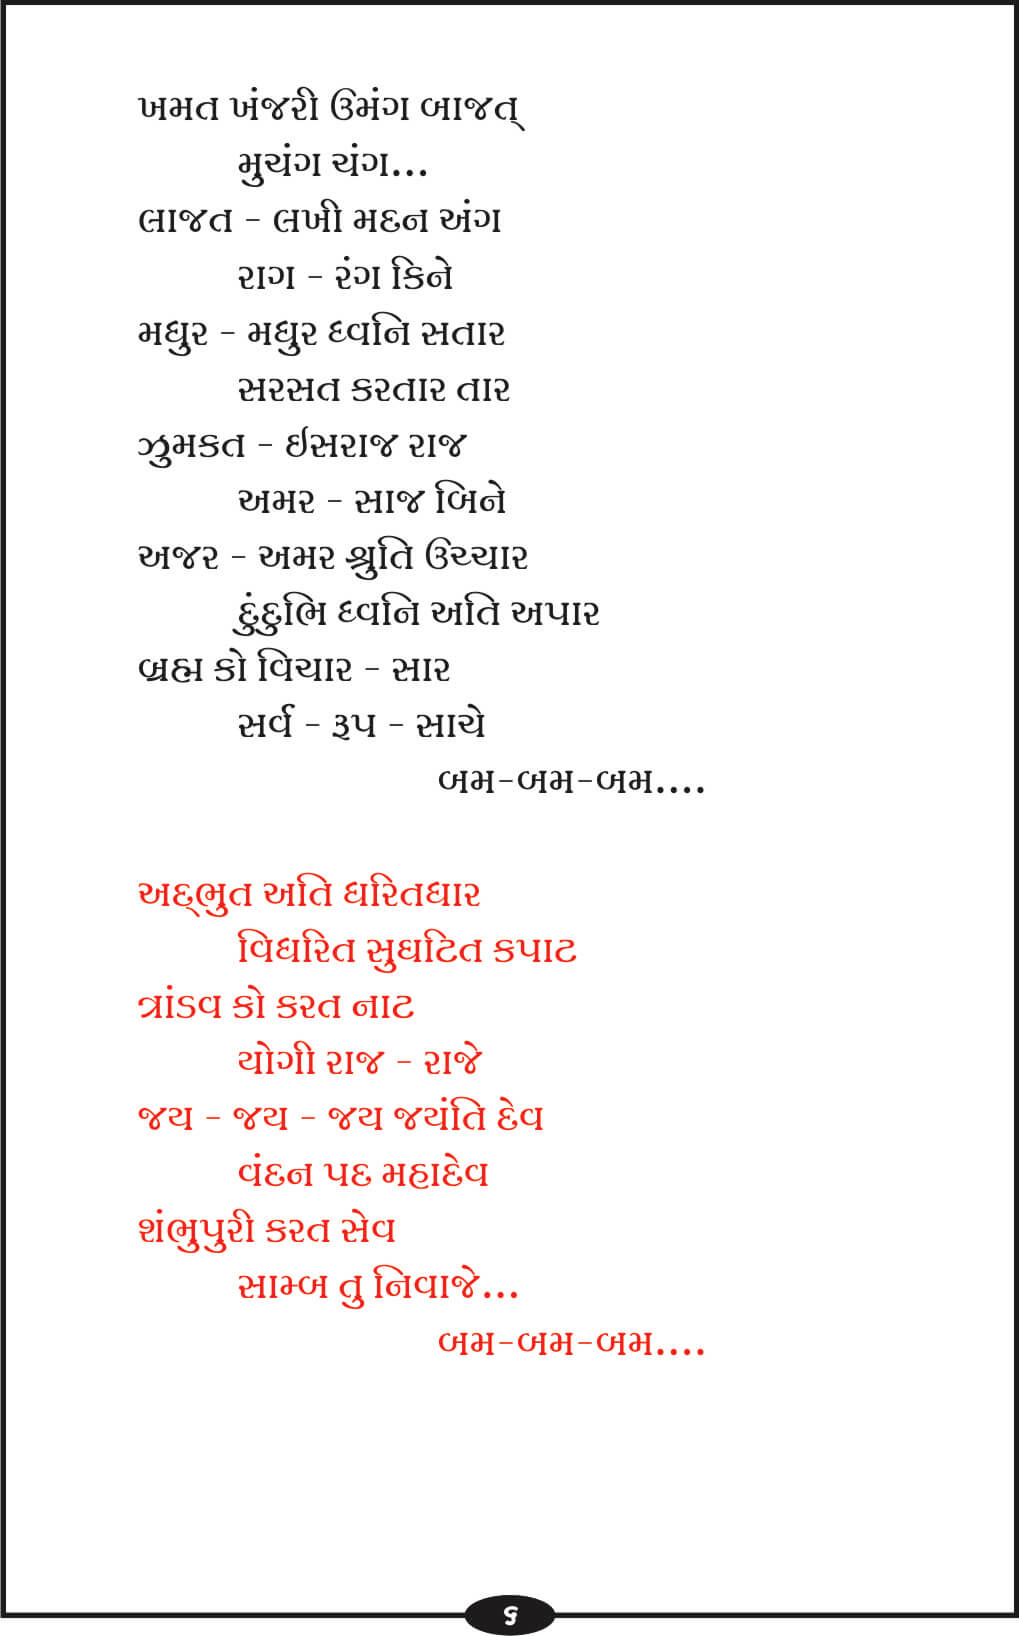 ખમત ખંજરી ઉમંગ બાજત્
મુચંગ ચંગ...
લાજત - લખી મદન અંગ
રાગ - રંગ કિને
મધુર - મધુર ધ્વનિ સતાર
સરસત કરતાર તાર
ઝુમકત - ઈસરાજ રાજ
અમર - સાજ બિને
અજર - અમર શ્રુતિ ઉચ્ચાર
દુંદુભિ ધ્વનિ અતિ અપાર
બ્રહ્મ કો વિચાર - સાર
સર્વ - રૂપ - સાચે
બમ-બમ-બમ....
અદ્ભુત અતિ ધરિતધાર
વિધરિત સુઘટિત કપાટ
ત્રાંડવ કો કરત નાટ
યોગી રાજ - રાજે
જય - જય - જય જયંતિ દેવ
વંદન પદ મહાદેવ
શંભુપુરી કરત સેવ
સામ્બ તુ નિવાજે...
બમ-બમ-બમ....
૬